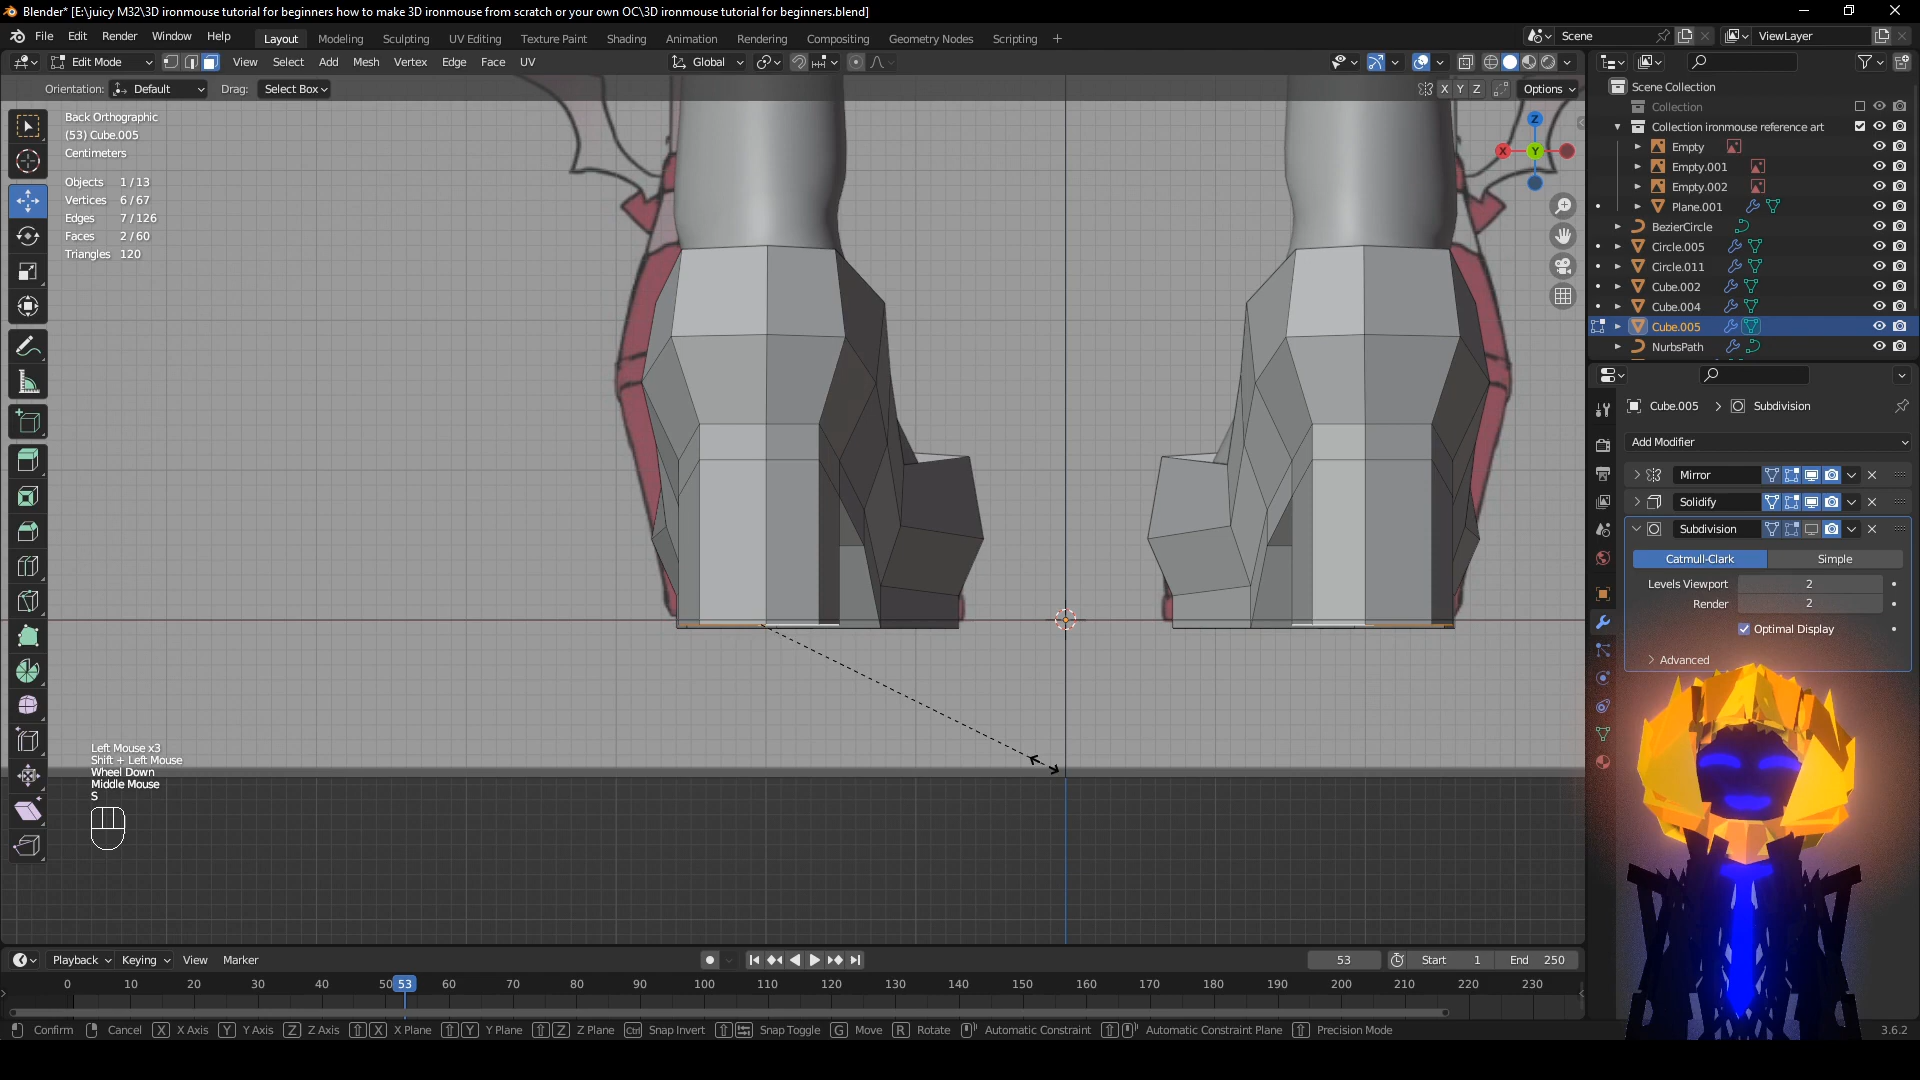 Blender* [E:\juicy M32\3D ironmouse tutorial for beginners how to make 3D ironmouse from scratch or your own OC\3D ironmouse tutorial for beginners.blend]
File Edit Render Window Help Layout Modeling Sculpting UV Editing Texture Paint Shading Animation Rendering Compositing Geometry Nodes Scripting + Scene ViewLayer
Edit Mode View Select Add Mesh Vertex Edge Face UV Global
Orientation: Default Drag: Select Box X Y Z Options
Back Orthographic
(53) Cube.005
Centimeters
Objects 1/13
Vertices 6/67
Edges 7/126
Faces 2/60
Triangles 120
Z
X Y
Scene Collection
Collection
Collection ironmouse reference art
Empty
Empty.001
Empty.002
Plane.001
BezierCircle
Circle.005
Circle.011
Cube.002
Cube.004
Cube.005
NurbsPath
Cube.005 > Subdivision
Add Modifier
Mirror
Solidify
Subdivision
Catmull-Clark Simple
Levels Viewport 2
Render 2
Optimal Display
Advanced
Left Mouse x3
Shift + Left Mouse
Wheel Down
Middle Mouse
S
Playback Keying View Marker 53 Start 1 End 250
0 10 20 30 40 50 53 60 70 80 90 100 110 120 130 140 150 160 170 180 190 200 210 220 230
Confirm Cancel X X Axis Y Y Axis Z Z Axis X X Plane Y Y Plane Z Z Plane Ctrl Snap Invert Snap Toggle G Move R Rotate Automatic Constraint Automatic Constraint Plane Precision Mode 3.6.2